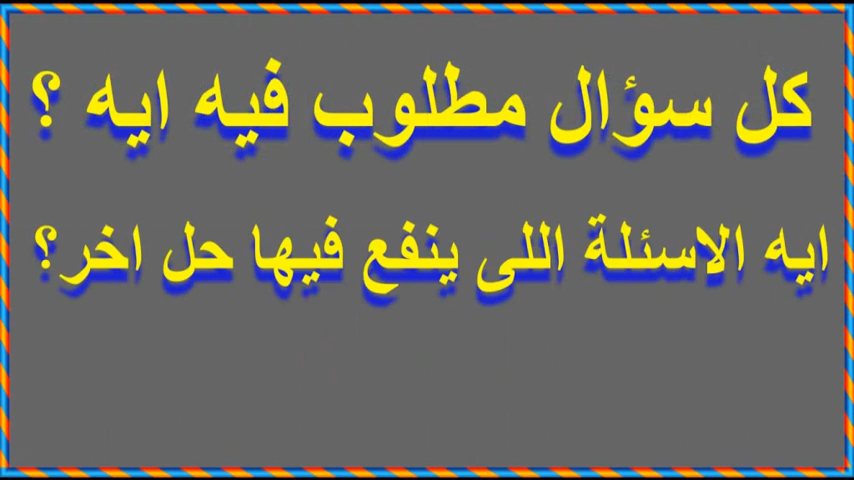 كل سؤال مطلوب فيه ايه ؟
ايه الاسئلة اللى ينفع فيها حل اخر؟